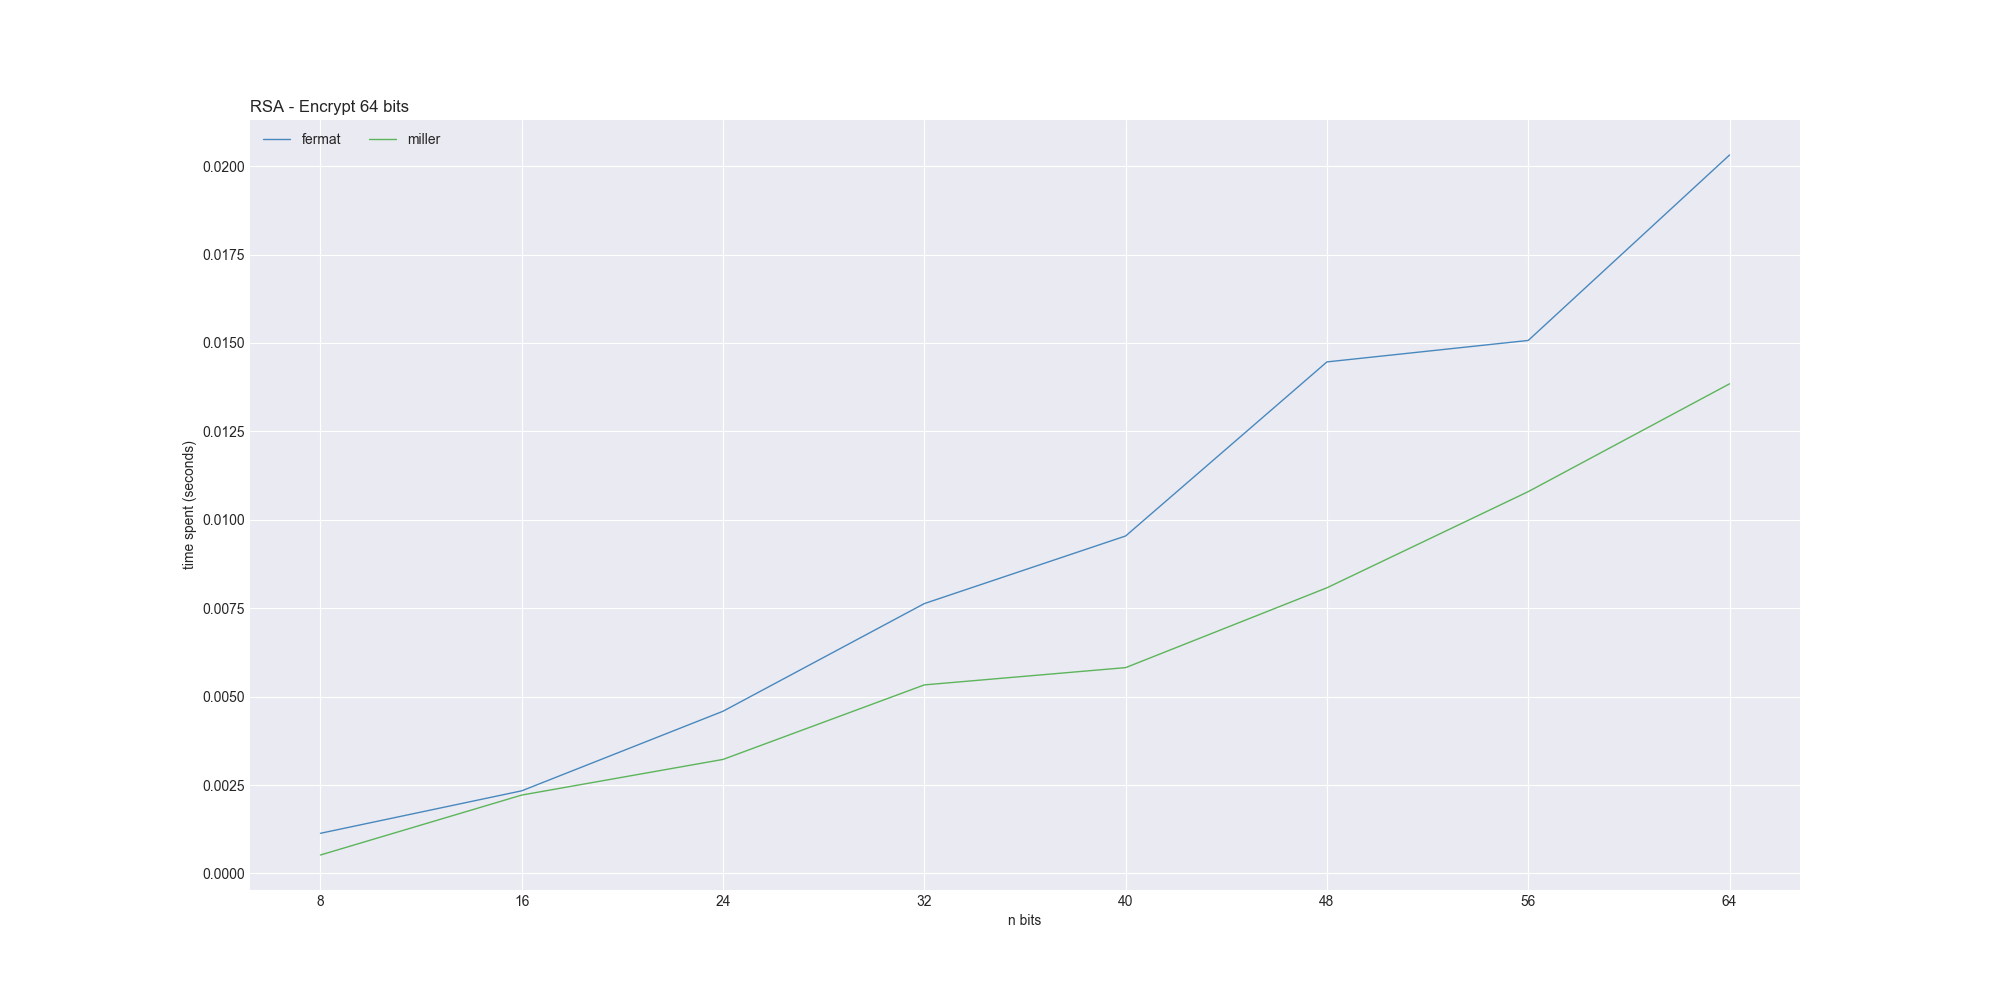 RSA - Encrypt 64 bits
fermat miller
0.0200
0.0175
0.0150
0.0125
0.0100
0.0075
0.0050
0.0025
0.0000
time spent (seconds)
8 16 24 32 40 48 56 64
n bits